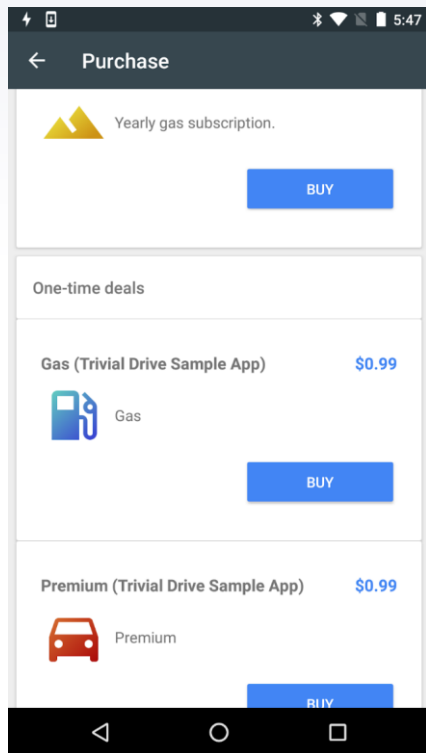 5:47
Purchase
Yearly gas subscription.
BUY
One-time deals
Gas (Trivial Drive Sample App) $0.99
Gas
BUY
Premium (Trivial Drive Sample App) $0.99
Premium
BUY